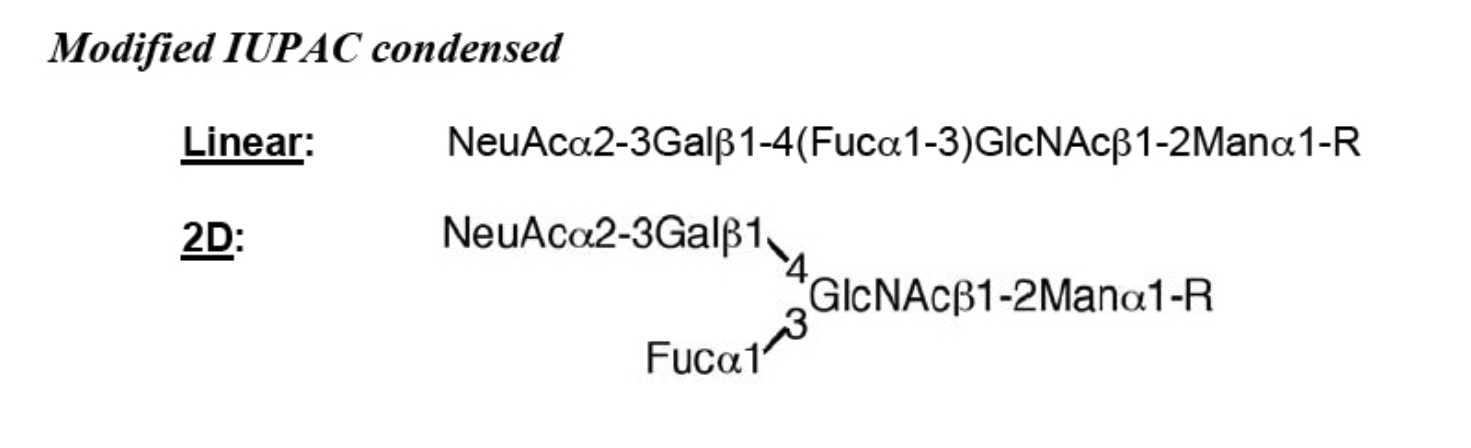 Modified IUPAC condensed
Linear: NeuAcα2-3Galβ1-4(Fucα1-3)GlcNAcβ1-2Manα1-R
2D: NeuAcα2-3Galβ1
4
GlcNAcβ1-2Manα1-R
3
Fucα1